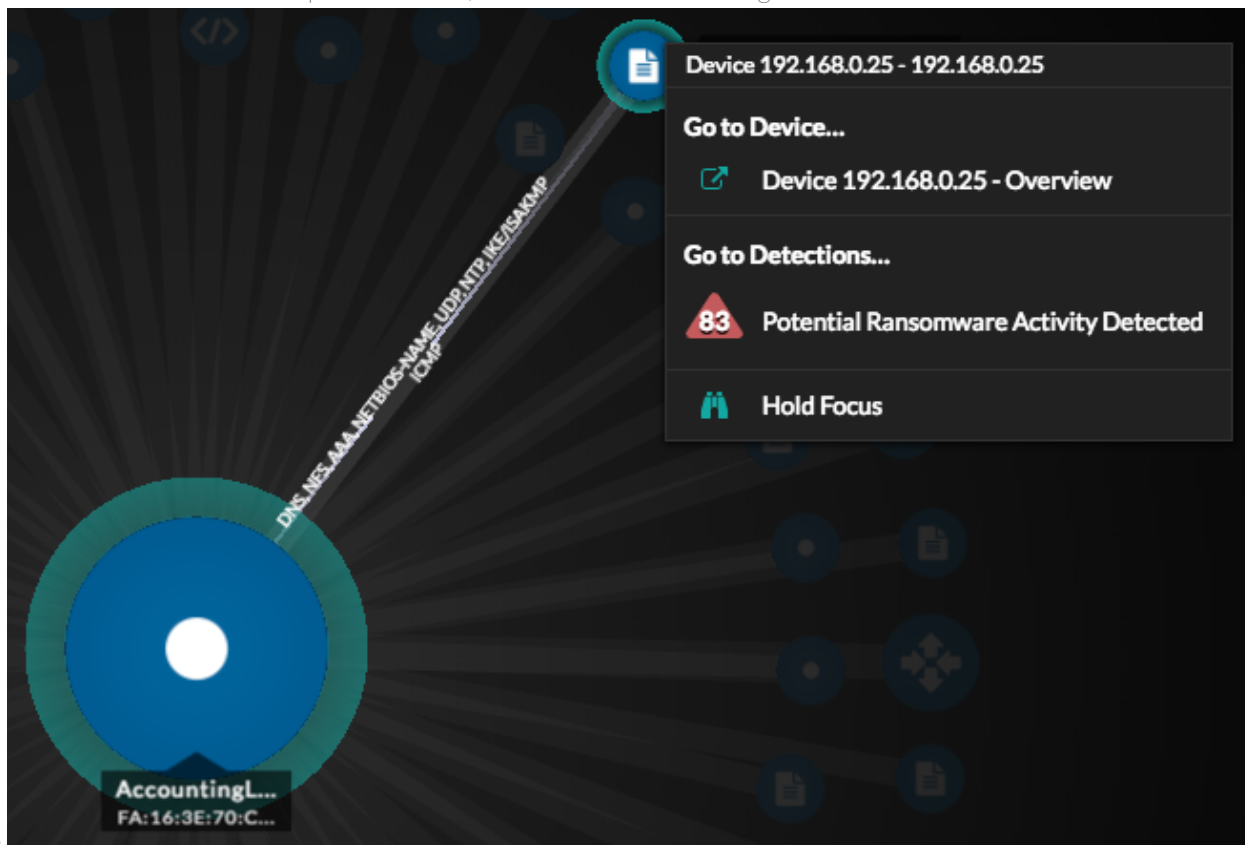 Device 192.168.0.25 - 192.168.0.25
Go to Device...
Device 192.168.0.25 - Overview
Go to Detections...
83 Potential Ransomware Activity Detected
Hold Focus
DNS, NFS, AAA, NETBIOS-NAME, UDP, NTP, IKE/ISAKMP
ICMP
AccountingL...
FA:16:3E:70:C...